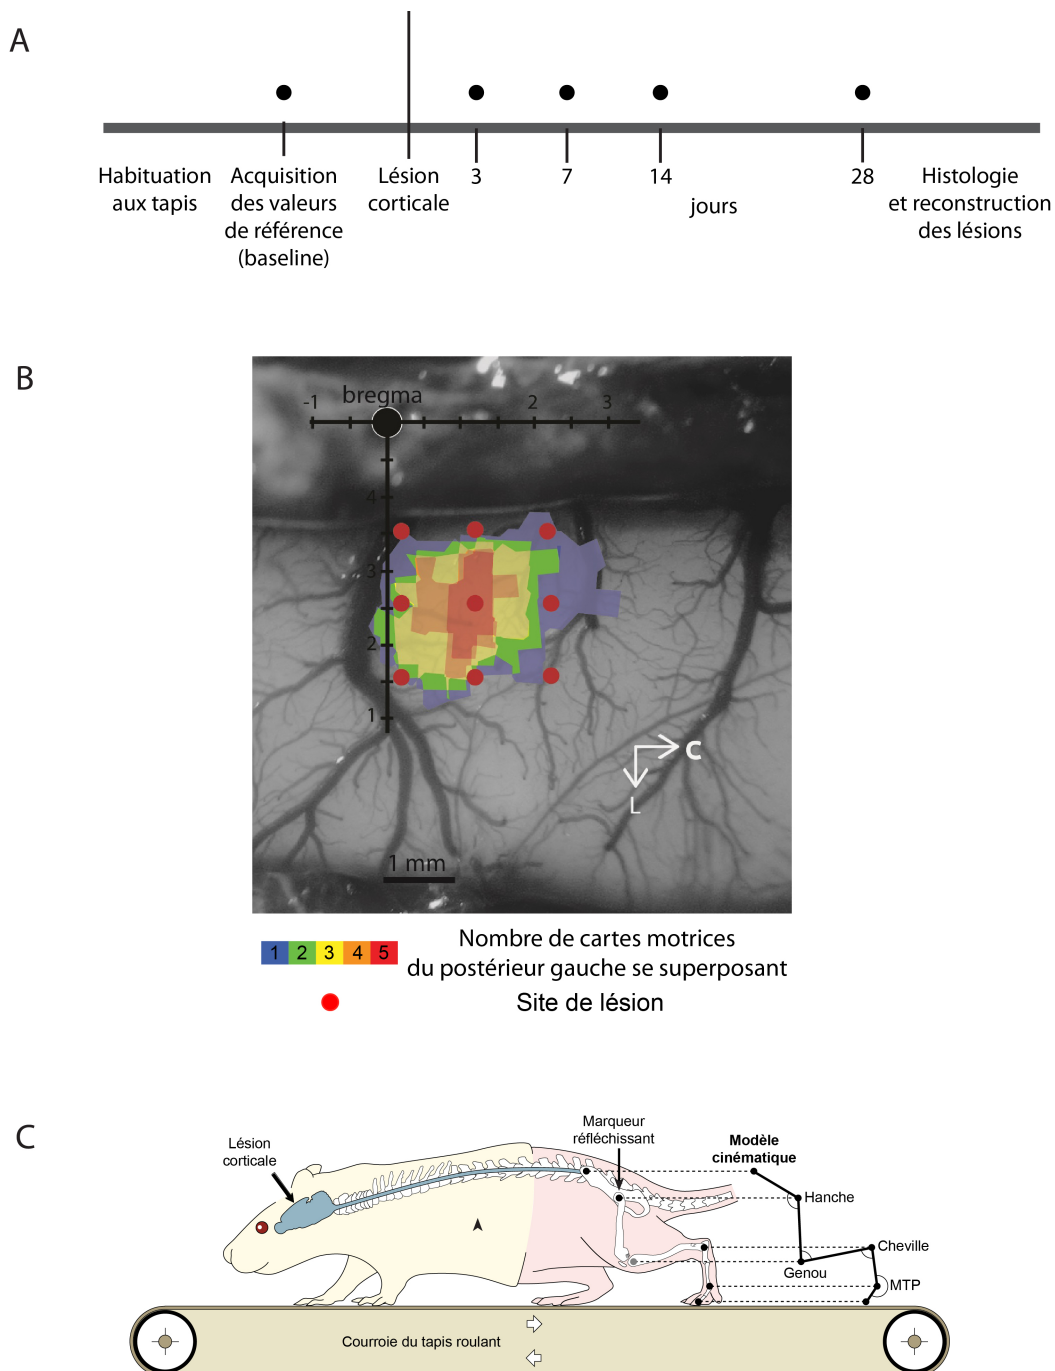 A
Habituation
aux tapis
Acquisition
des valeurs
de référence
(baseline)
Lésion
corticale
3
7
14
28
jours
Histologie
et reconstruction
des lésions
B
bregma
-1
2
3
4
3
2
1
C
L
1 mm
1 2 3 4 5
Nombre de cartes motrices
du postérieur gauche se superposant
Site de lésion
C
Lésion
corticale
Marqueur
réfléchissant
Modèle
cinématique
Hanche
Cheville
Genou
MTP
Courroie du tapis roulant